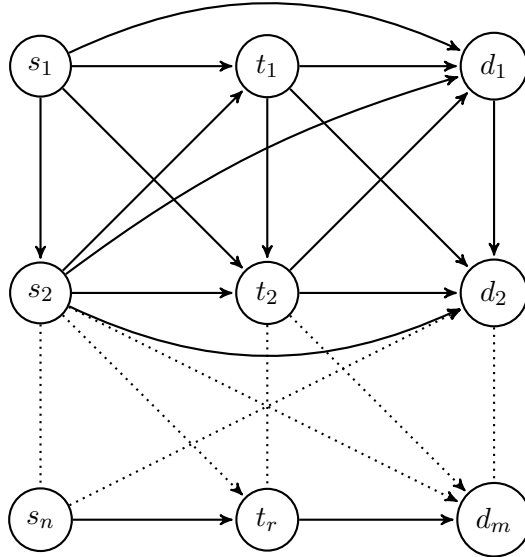 s₁ t₁ d₁
s₂ t₂ d₂
sₙ tᵣ dₘ